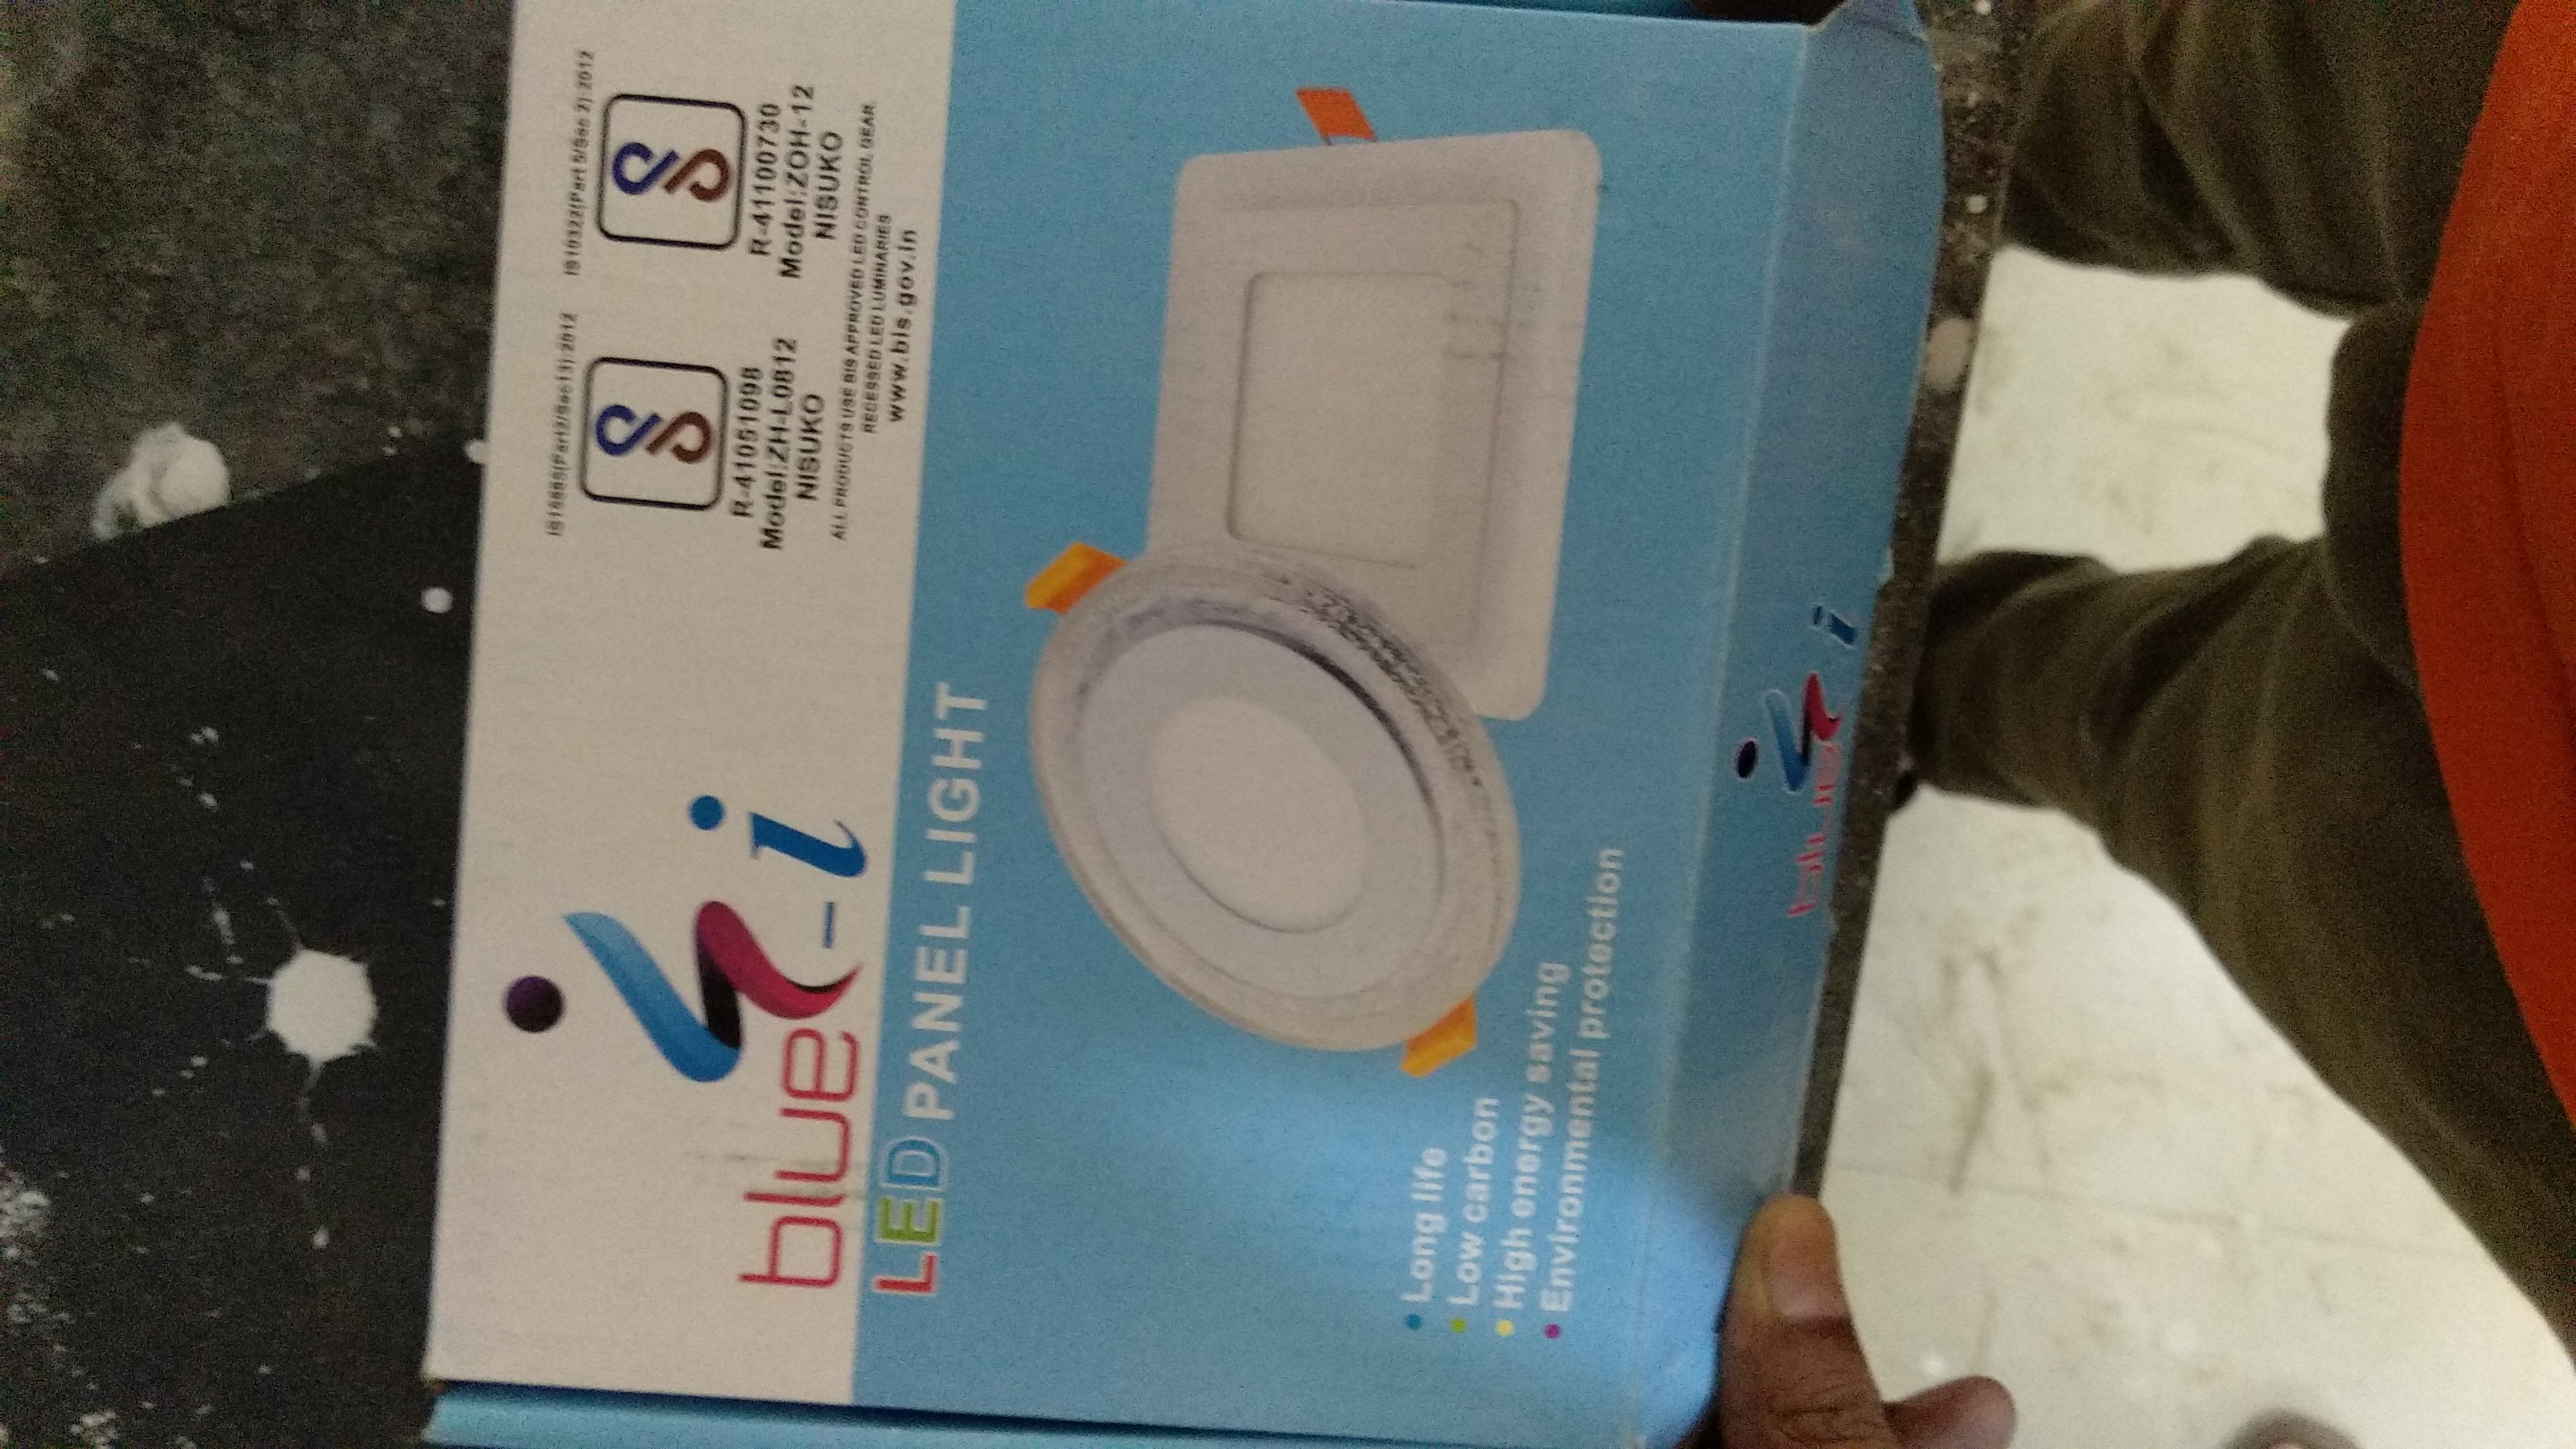 blue-i
LED PANEL LIGHT
IS15885(Part2/Sec13):2012
R-41051098
Model:ZH-L0812
NISUKO
IS10322(Part 5/Sec 2):2012
R-41100730
Model:ZOH-12
NISUKO
ALL PRODUCTS USE BIS APPROVED LED CONTROL GEAR.
RECESSED LED LUMINARIES
www.bis.gov.in
• Long life
• Low carbon
• High energy saving
• Environmental protection
blue-i